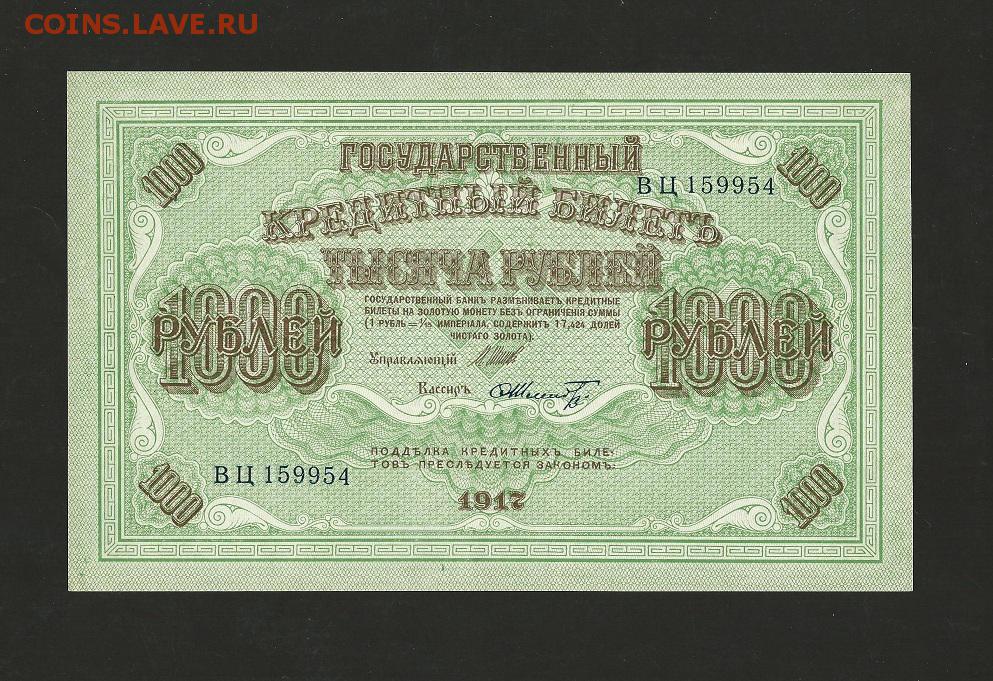 COINS.LAVE.RU
1000
1000
ГОСУДАРСТВЕННЫЙ
ВЦ 159954
КРЕДИТНЫЙ БИЛЕТЪ
ТЫСЯЧА РУБЛЕЙ
ГОСУДАРСТВЕННЫЙ БАНКЪ РАЗМѢНИВАЕТЪ КРЕДИТНЫЕ
БИЛЕТЫ НА ЗОЛОТУЮ МОНЕТУ БЕЗЪ ОГРАНИЧЕНІЯ СУММЫ
(1 РУБЛЬ = 1/15 ИМПЕРІАЛА, СОДЕРЖИТЪ 17,424 ДОЛЕЙ
ЧИСТАГО ЗОЛОТА).
1000
РУБЛЕЙ
1000
РУБЛЕЙ
Управляющій
Кассиръ
ПОДДѢЛКА КРЕДИТНЫХЪ БИЛЕ-
ТОВЪ ПРЕСЛѢДУЕТСЯ ЗАКОНОМЪ.
ВЦ 159954
1917
1000
1000